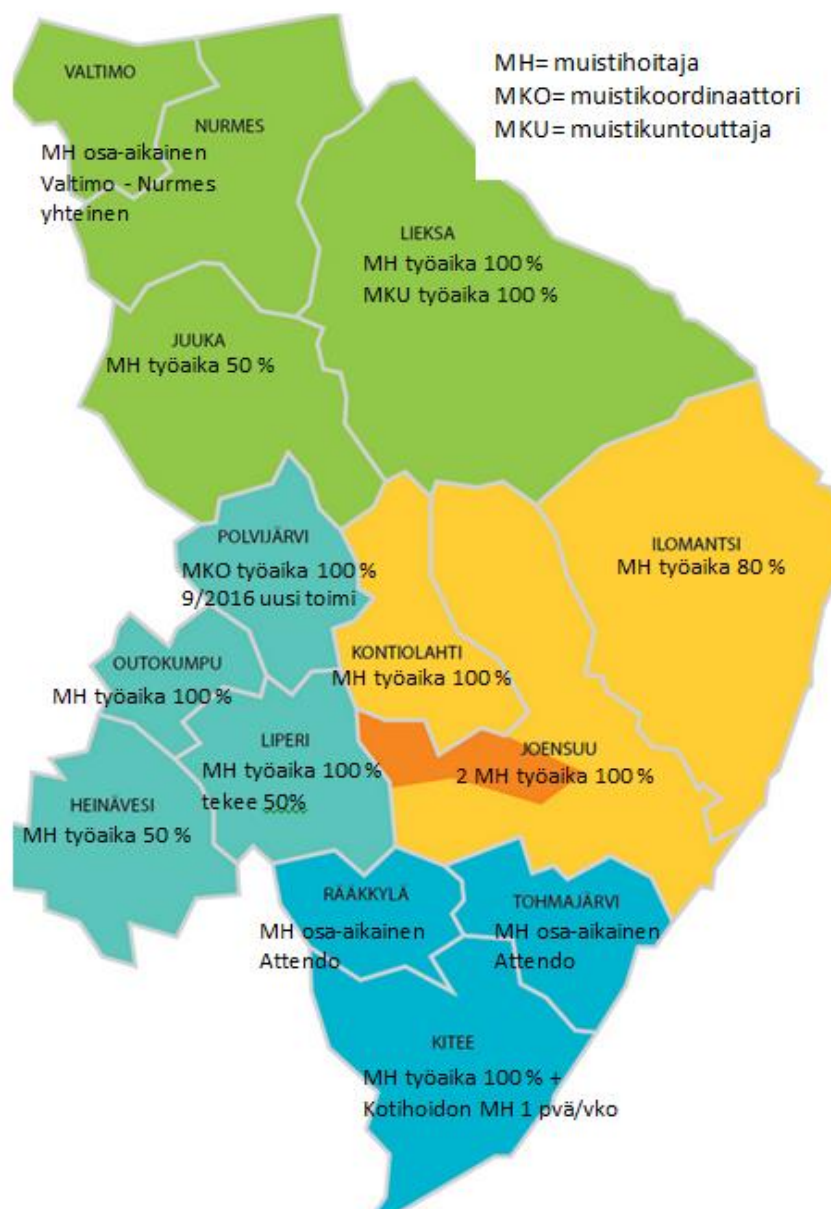 MH= muistihoitaja
MKO= muistikoordinaattori
MKU= muistikuntouttaja
VALTIMO
NURMES
MH osa-aikainen
Valtimo - Nurmes
yhteinen
LIEKSA
MH työaika 100 %
MKU työaika 100 %
JUUKA
MH työaika 50 %
POLVIJÄRVI
MKO työaika 100 %
9/2016 uusi toimi
ILOMANTSI
MH työaika 80 %
OUTOKUMPU
MH työaika 100 %
KONTIOLAHTI
MH työaika 100 %
LIPERI
MH työaika 100 %
tekee 50%
JOENSUU
2 MH työaika 100 %
HEINÄVESI
MH työaika 50 %
RÄÄKKYLÄ
MH osa-aikainen
Attendo
TOHMAJÄRVI
MH osa-aikainen
Attendo
KITEE
MH työaika 100 % +
Kotihoidon MH 1 pvä/vko